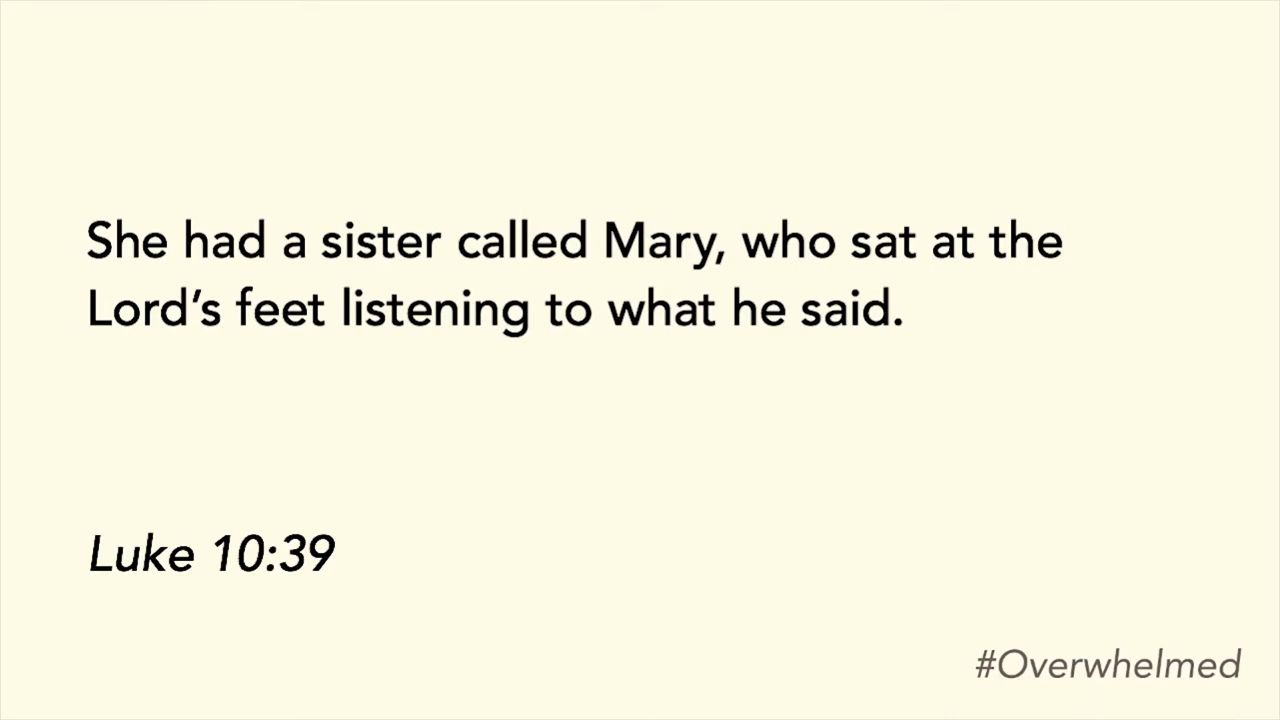 She had a sister called Mary, who sat at the
Lord’s feet listening to what he said.
Luke 10:39
#Overwhelmed